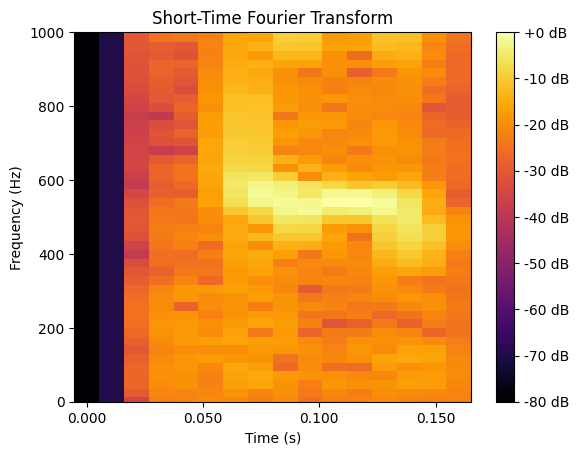 Short-Time Fourier Transform
1000
800
600
400
200
0
Frequency (Hz)
0.000
0.050
0.100
0.150
Time (s)
+0 dB
-10 dB
-20 dB
-30 dB
-40 dB
-50 dB
-60 dB
-70 dB
-80 dB